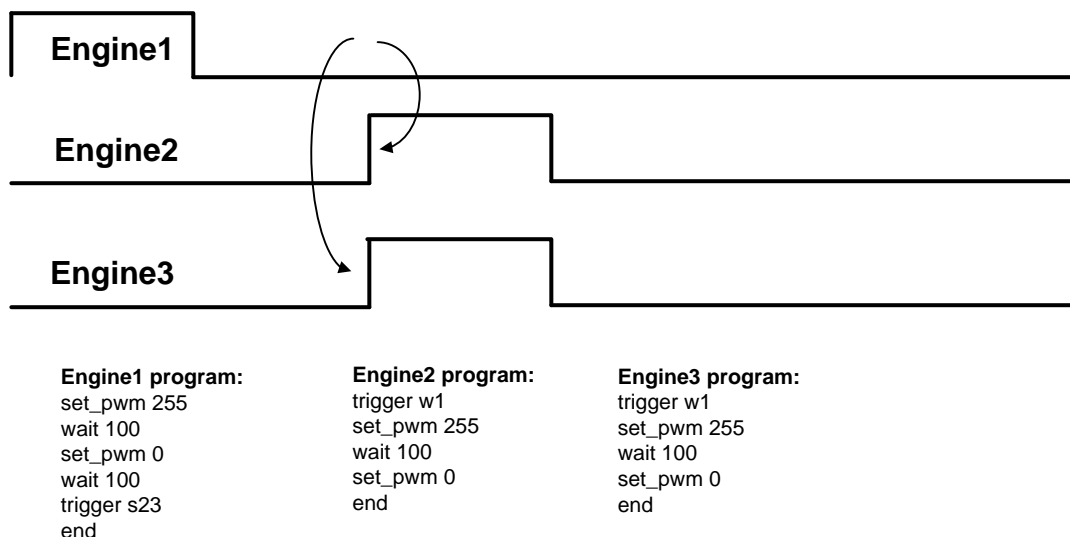 Engine1
Engine2
Engine3
Engine1 program:
set_pwm 255
wait 100
set_pwm 0
wait 100
trigger s23
end
Engine2 program:
trigger w1
set_pwm 255
wait 100
set_pwm 0
end
Engine3 program:
trigger w1
set_pwm 255
wait 100
set_pwm 0
end